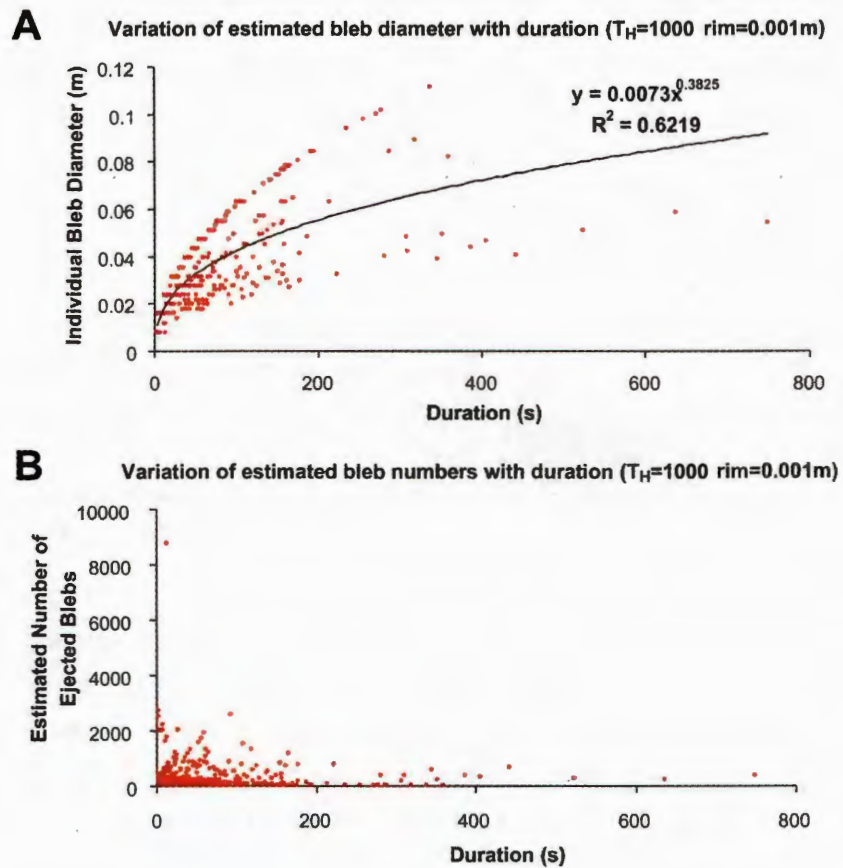 A
Variation of estimated bleb diameter with duration (TH=1000 rim=0.001m)
Individual Bleb Diameter (m)
0.12
0.1
0.08
0.06
0.04
0.02
0
y = 0.0073x^0.3825
R² = 0.6219
0 200 400 600 800
Duration (s)
B
Variation of estimated bleb numbers with duration (TH=1000 rim=0.001m)
Estimated Number of
Ejected Blebs
10000
8000
6000
4000
2000
0
0 200 400 600 800
Duration (s)